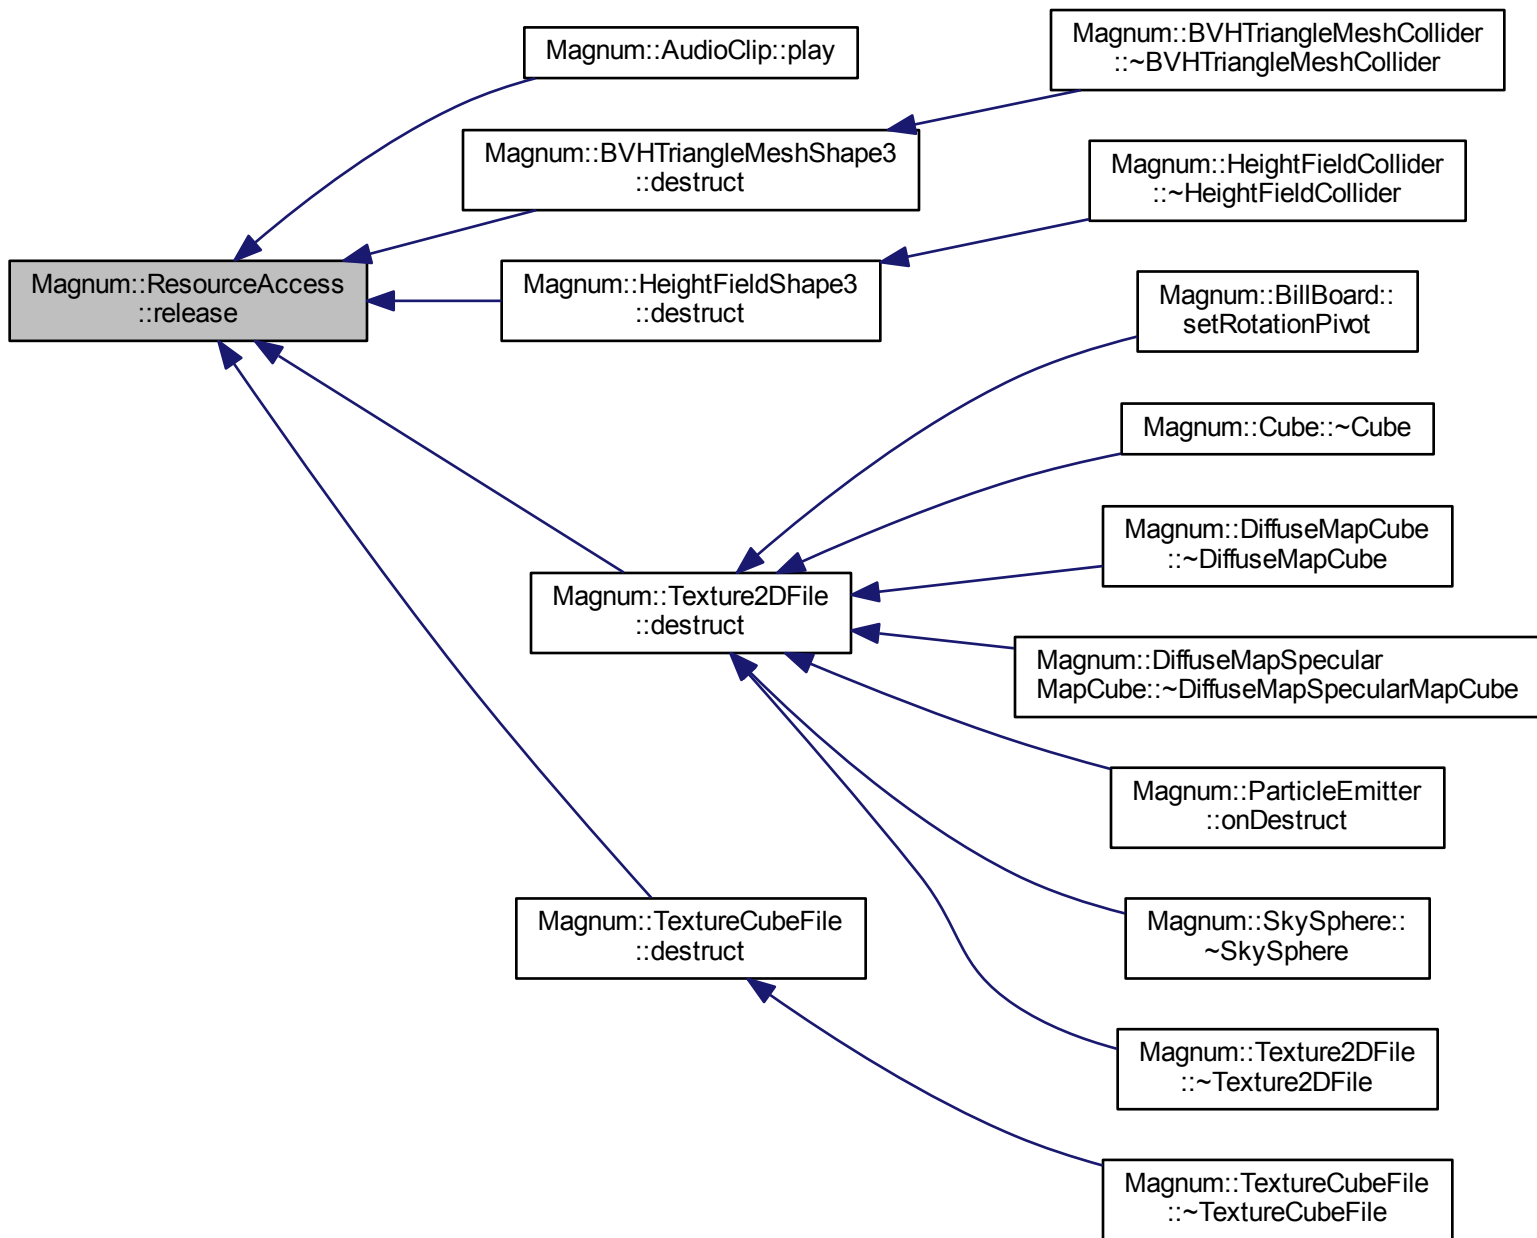 Magnum::AudioClip::play
Magnum::BVHTriangleMeshCollider
::~BVHTriangleMeshCollider
Magnum::BVHTriangleMeshShape3
::destruct
Magnum::HeightFieldCollider
::~HeightFieldCollider
Magnum::ResourceAccess
::release
Magnum::HeightFieldShape3
::destruct
Magnum::BillBoard::
setRotationPivot
Magnum::Cube::~Cube
Magnum::DiffuseMapCube
::~DiffuseMapCube
Magnum::Texture2DFile
::destruct
Magnum::DiffuseMapSpecular
MapCube::~DiffuseMapSpecularMapCube
Magnum::ParticleEmitter
::onDestruct
Magnum::TextureCubeFile
::destruct
Magnum::SkySphere::
~SkySphere
Magnum::Texture2DFile
::~Texture2DFile
Magnum::TextureCubeFile
::~TextureCubeFile